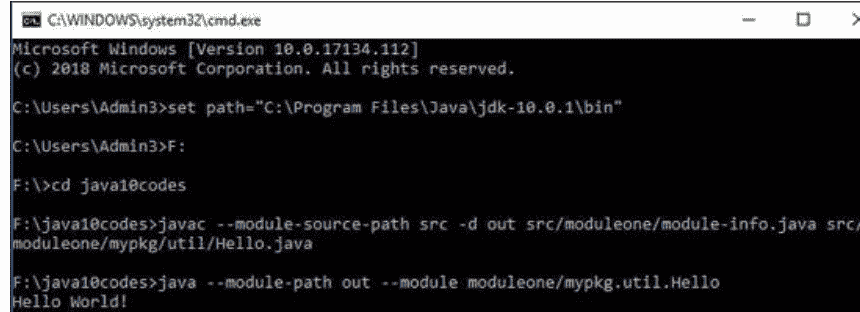 C:\WINDOWS\system32\cmd.exe
Microsoft Windows [Version 10.0.17134.112]
(c) 2018 Microsoft Corporation. All rights reserved.
C:\Users\Admin3>set path="C:\Program Files\Java\jdk-10.0.1\bin"
C:\Users\Admin3>F:
F:\>cd java10codes
F:\java10codes>javac --module-source-path src -d out src/moduleone/module-info.java src/
moduleone/mypkg/util/Hello.java
F:\java10codes>java --module-path out --module moduleone/mypkg.util.Hello
Hello World!